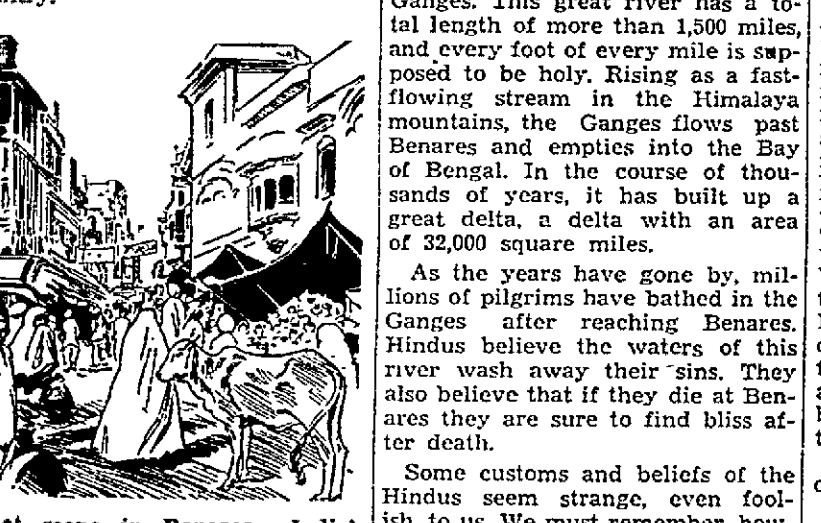 Ganges. This great river has a to-
tal length of more than 1,500 miles,
and every foot of every mile is sup-
posed to be holy. Rising as a fast-
flowing stream in the Himalaya
mountains, the Ganges flows past
Benares and empties into the Bay
of Bengal. In the course of thou-
sands of years, it has built up a
great delta, a delta with an area
of 32,000 square miles.
As the years have gone by, mil-
lions of pilgrims have bathed in the
Ganges after reaching Benares.
Hindus believe the waters of this
river wash away their sins. They
also believe that if they die at Ben-
ares they are sure to find bliss af-
ter death.
Some customs and beliefs of the
Hindus seem strange, even fool-
ish to us. We must remember, how-